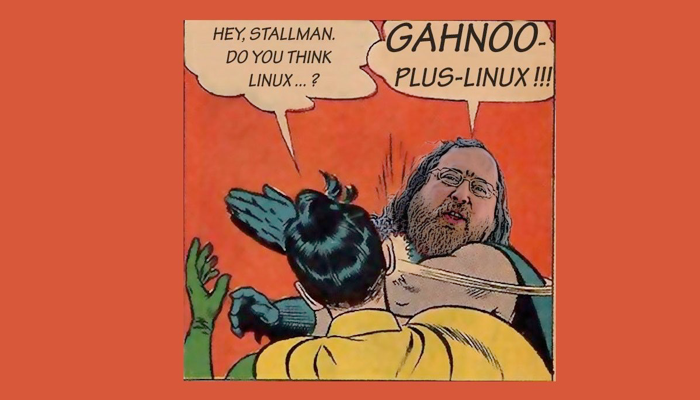 HEY, STALLMAN.
DO YOU THINK
LINUX ... ?
GAHNOO-
PLUS-LINUX !!!